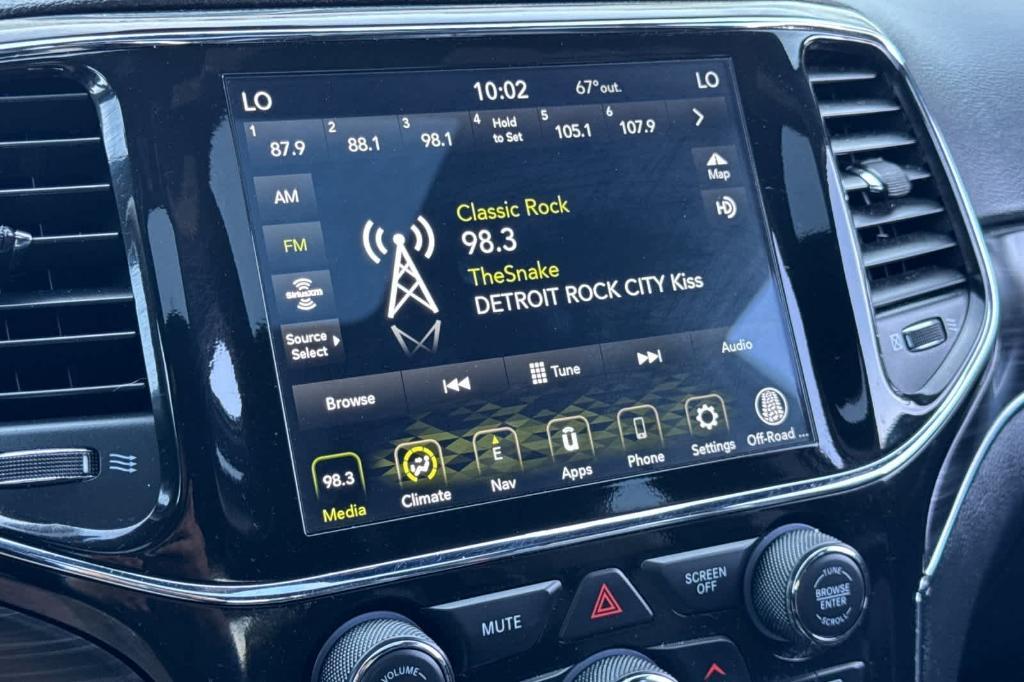 LO 10:02 67° out. LO
1 87.9 2 88.1 3 98.1 4 Hold to Set 5 105.1 6 107.9
Map
AM
Classic Rock
98.3
FM
TheSnake
DETROIT ROCK CITY Kiss
SiriusXM
Source
Select
Browse Tune Audio
98.3 E
Media Climate Nav Apps Phone Settings Off-Road ...
MUTE
SCREEN
OFF
TUNE
BROWSE
ENTER
SCROLL
VOLUME